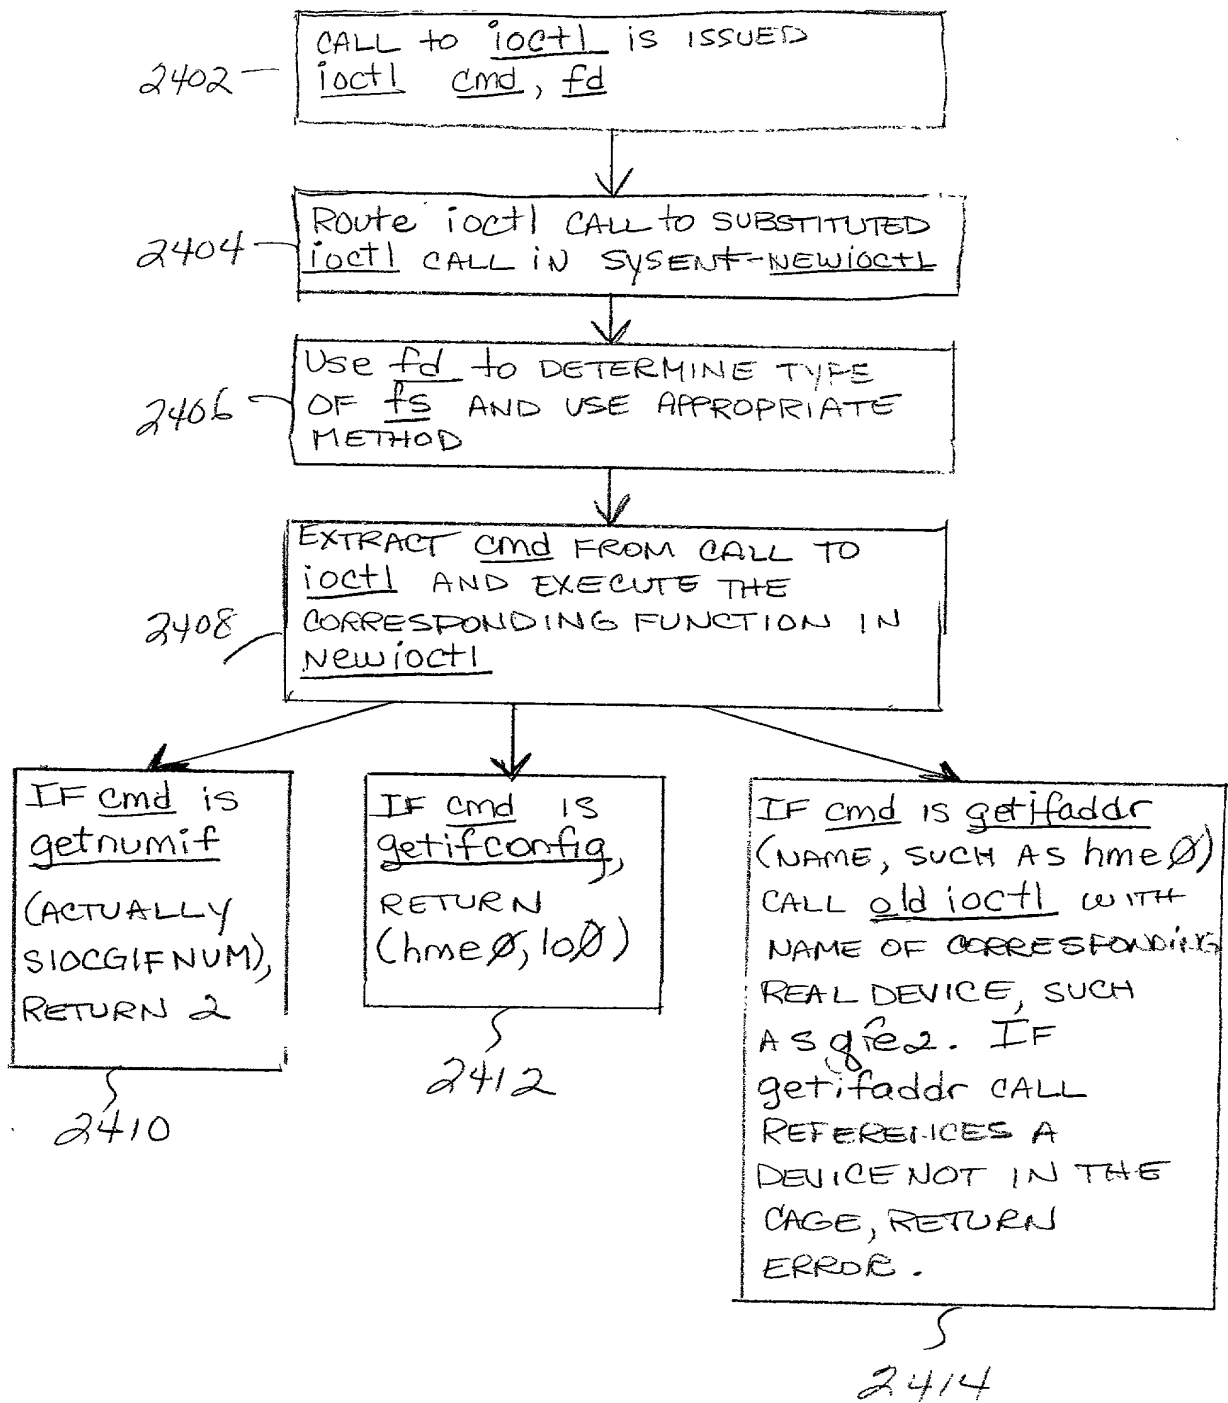 CALL to ioctl is ISSUED
ioctl cmd, fd
2402
Route ioctl CALL to SUBSTITUTED
ioctl CALL iN SYSENT-NEWioctL
2404
Use fd to DETERMINE TYPE
OF fs AND USE APPROPRIATE
METHOD
2406
EXTRACT cmd FROM CALL TO
ioctl AND EXECUTE THE
CORRESPONDING FUNCTION IN
Newioctl
2408
IF cmd is
getnumif
(ACTUALLY
SIOCGIFNUM),
RETURN 2
2410
IF cmd IS
getifconfig,
RETURN
(hmeØ, loØ)
2412
IF cmd IS getifaddr
(NAME, SUCH AS hmeØ)
CALL old ioctl WITH
NAME OF CORRESPONDiNG
REAL DEVICE, SUCH
AS qfe2. IF
getifaddr CALL
REFERENCES A
DEVICE NOT IN THE
CAGE, RETURN
ERROR.
2414